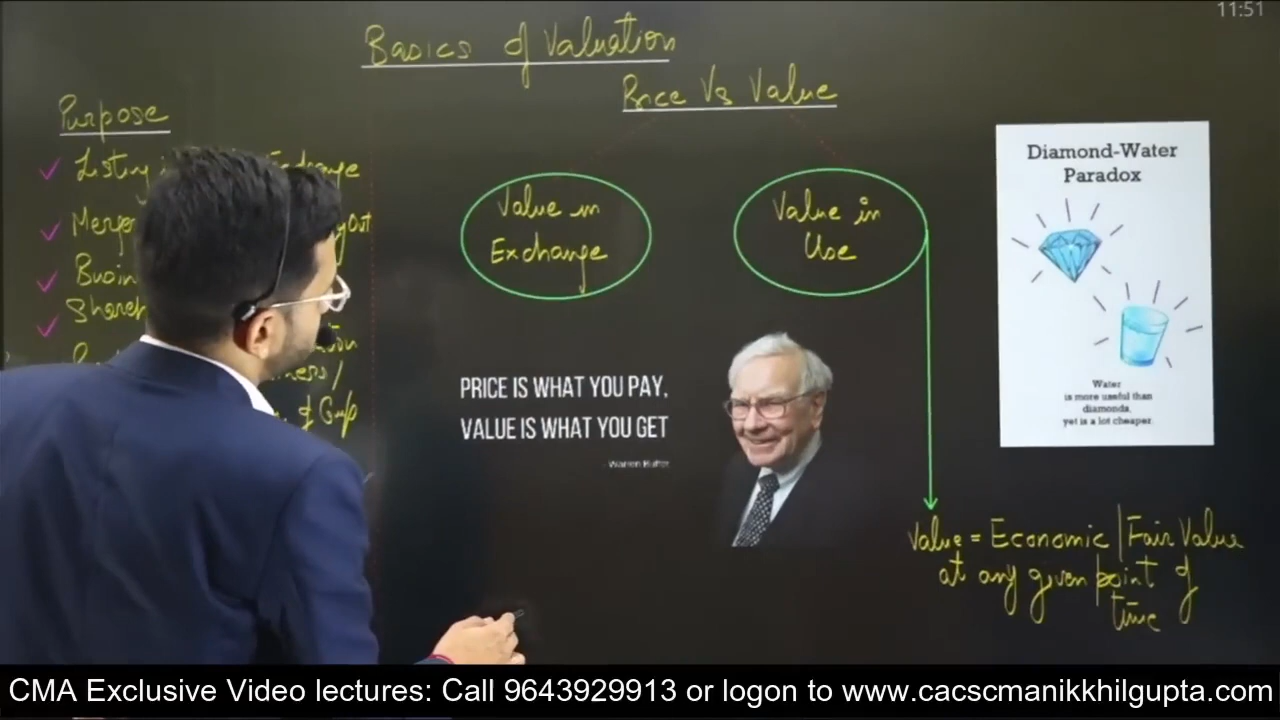 11:51
Basics of Valuation
Price Vs Value
Purpose
Listing
Exchange
Value in
Exchange
Value in
Use
Diamond-Water
Paradox
Water
is more useful than
diamonds,
yet is a lot cheaper.
PRICE IS WHAT YOU PAY,
VALUE IS WHAT YOU GET
Value = Economic | Fair Value
at any given point of
time
CMA Exclusive Video lectures: Call 9643929913 or logon to www.cacscmanikkhilgupta.com